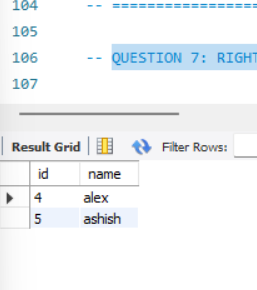 104 -- ==================
105
106 -- QUESTION 7: RIGHT
107
Result Grid Filter Rows:
id name
4 alex
5 ashish